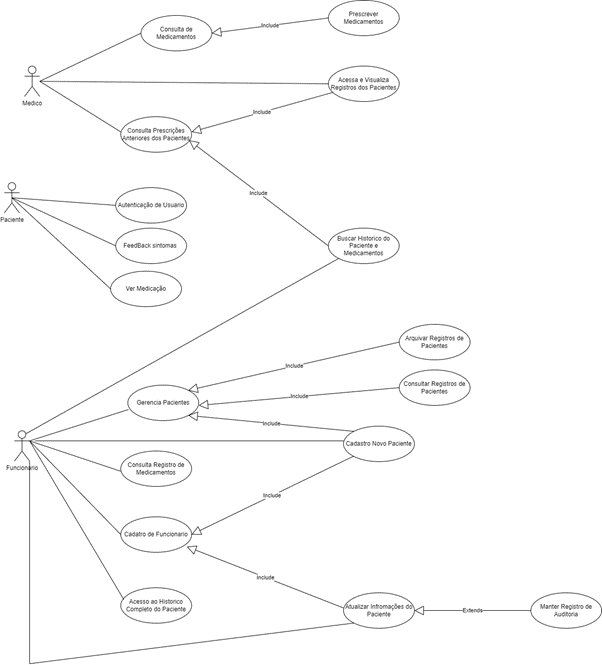 Prescrever
Medicamentos
Consulta de
Medicamentos
Include
Acessa e Visualiza
Registros dos Pacientes
Medico
Include
Consulta Prescrições
Anteriores dos Pacientes
Include
Autenticação de Usuario
Paciente
FeedBack sintomas
Buscar Historico do
Paciente e
Medicamentos
Ver Medicação
Arquivar Registros de
Pacientes
Include
Consultar Registros de
Pacientes
Include
Gerencia Pacientes
Include
Cadastro Novo Paciente
Funcionario
Consulta Registro de
Medicamentos
Include
Cadatro de Funcionario
Include
Acesso ao Historico
Completo do Paciente
Atualizar Infromações do
Paciente
Extends
Manter Registro de
Auditoria